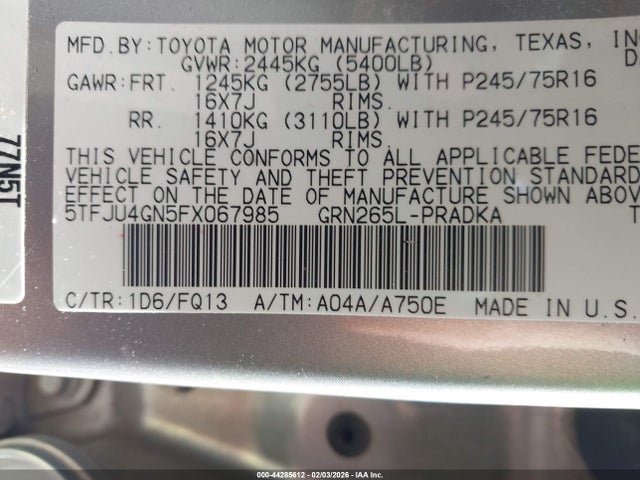 MFD.BY:TOYOTA MOTOR MANUFACTURING, TEXAS, IN
GVWR:2445KG (5400LB)
GAWR:FRT. 1245KG (2755LB) WITH P245/75R16
16X7J RIMS.
RR. 1410KG (3110LB) WITH P245/75R16
16X7J RIMS.
THIS VEHICLE CONFORMS TO ALL APPLICABLE FEDE
VEHICLE SAFETY AND THEFT PREVENTION STANDARD
EFFECT ON THE DATE OF MANUFACTURE SHOWN ABOV
5TFJU4GN5FX067985 GRN265L-PRADKA T
C/TR:1D6/FQ13 A/TM:A04A/A750E MADE IN U.S.
77N5T
000-44285612 - 02/03/2026 - IAA Inc.